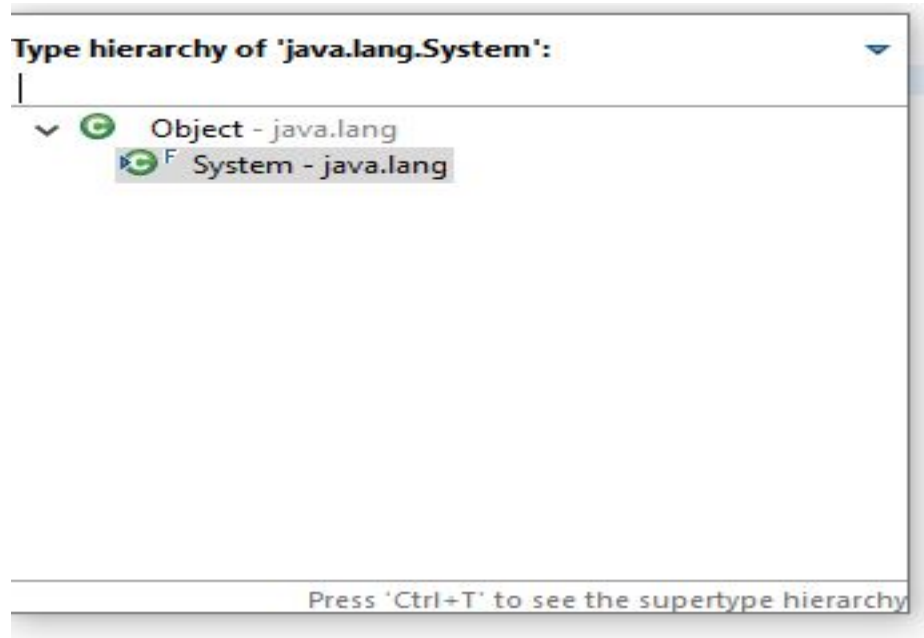 Type hierarchy of 'java.lang.System':
Object - java.lang
F System - java.lang
Press 'Ctrl+T' to see the supertype hierarchy